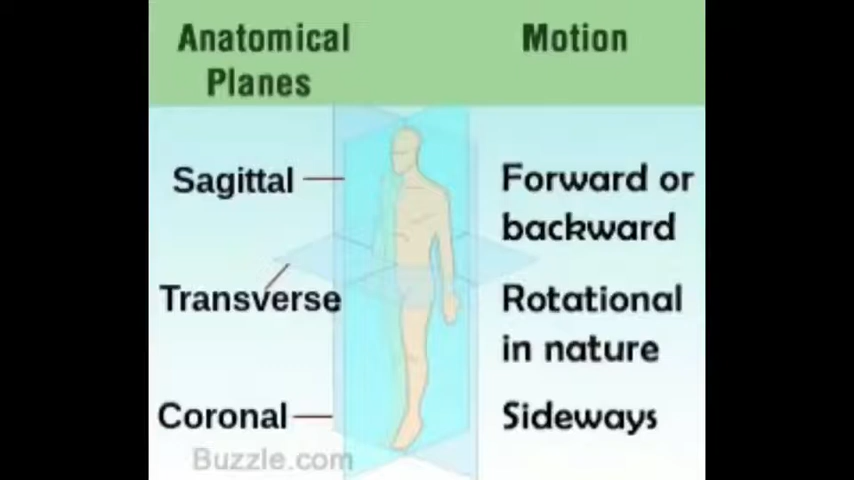 Anatomical
Planes
Motion
Sagittal
Forward or
backward
Transverse
Rotational
in nature
Coronal
Sideways
Buzzle.com